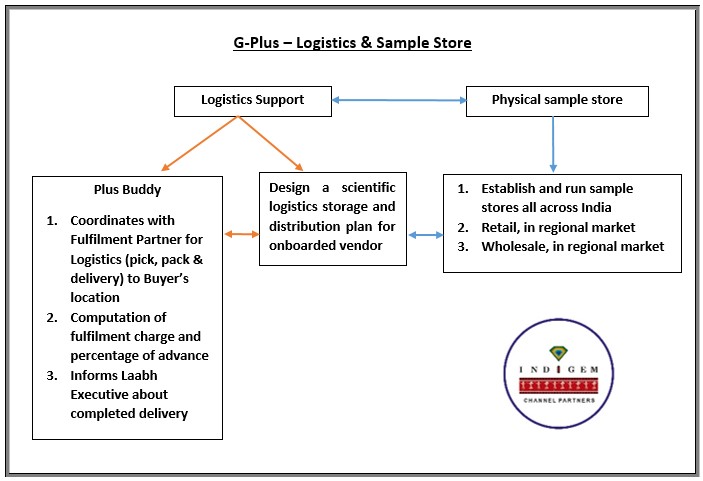 G-Plus – Logistics & Sample Store
Logistics Support
Physical sample store
Plus Buddy
1. Coordinates with
Fulfilment Partner for
Logistics (pick, pack &
delivery) to Buyer’s
location
2. Computation of
fulfilment charge and
percentage of advance
3. Informs Laabh
Executive about
completed delivery
Design a scientific
logistics storage and
distribution plan for
onboarded vendor
1. Establish and run sample
stores all across India
2. Retail, in regional market
3. Wholesale, in regional market
INDIGEM
CHANNEL PARTNERS